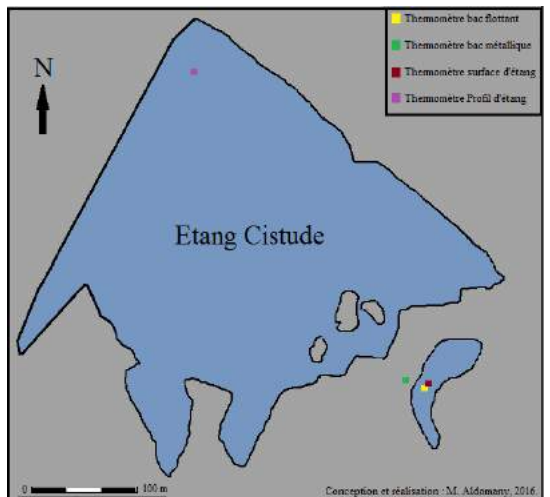 Thermomètre bac flottant
Thermomètre bac métallique
Thermomètre surface d'étang
Thermomètre Profil d'étang
N
Etang Cistude
0 100 m
Conception et réalisation : M. Aldomany, 2016.